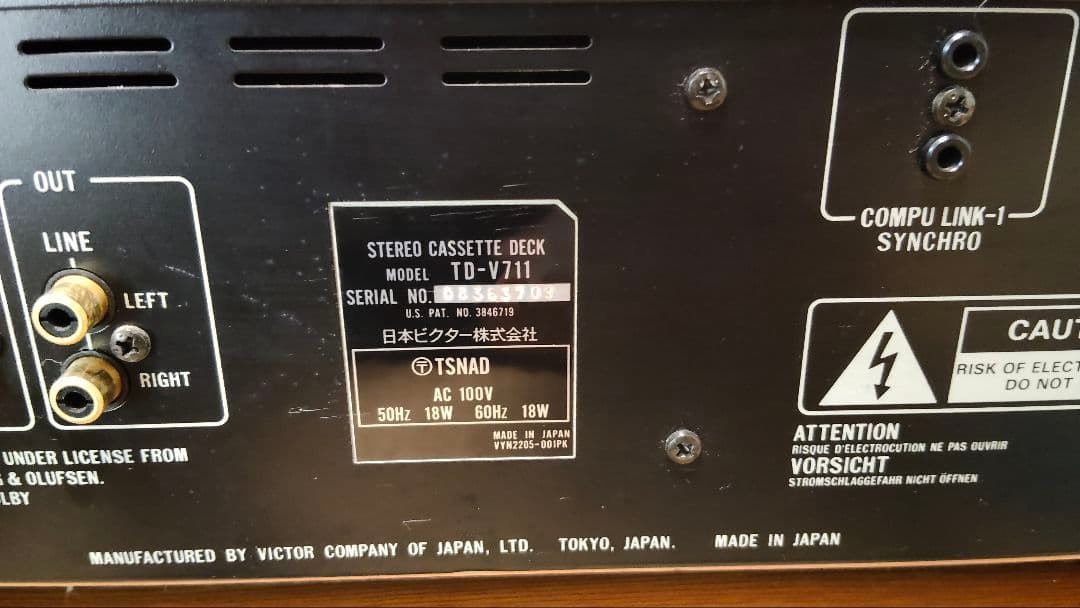 OUT
LINE
LEFT
RIGHT
UNDER LICENSE FROM
& OLUFSEN.
STEREO CASSETTE DECK
MODEL TD-V711
SERIAL NO.
U.S. PAT. NO. 3846719
日本ビクター株式会社
〒 TSNAD
AC 100V
50Hz 18W 60Hz 18W
MADE IN JAPAN
VYH2205-001PK
COMPU LINK-1
SYNCHRO
RISK OF
DO NOT
ATTENTION
RISQUE D'ELECTROCUTION NE PAS OUVRIR
VORSICHT
STROMSCHLAGGEFAHR NICHT ÖFFNEN
MANUFACTURED BY VICTOR COMPANY OF JAPAN, LTD. TOKYO, JAPAN. MADE IN JAPAN